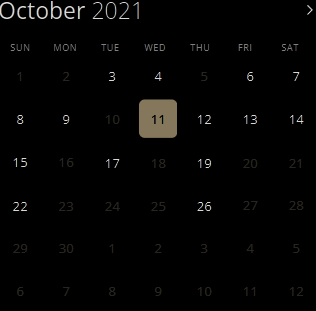 October 2021 >
SUN MON TUE WED THU FRI SAT
1 2 3 4 5 6 7
8 9 10 11 12 13 14
15 16 17 18 19 20 21
22 23 24 25 26 27 28
29 30 1 2 3 4 5
6 7 8 9 10 11 12